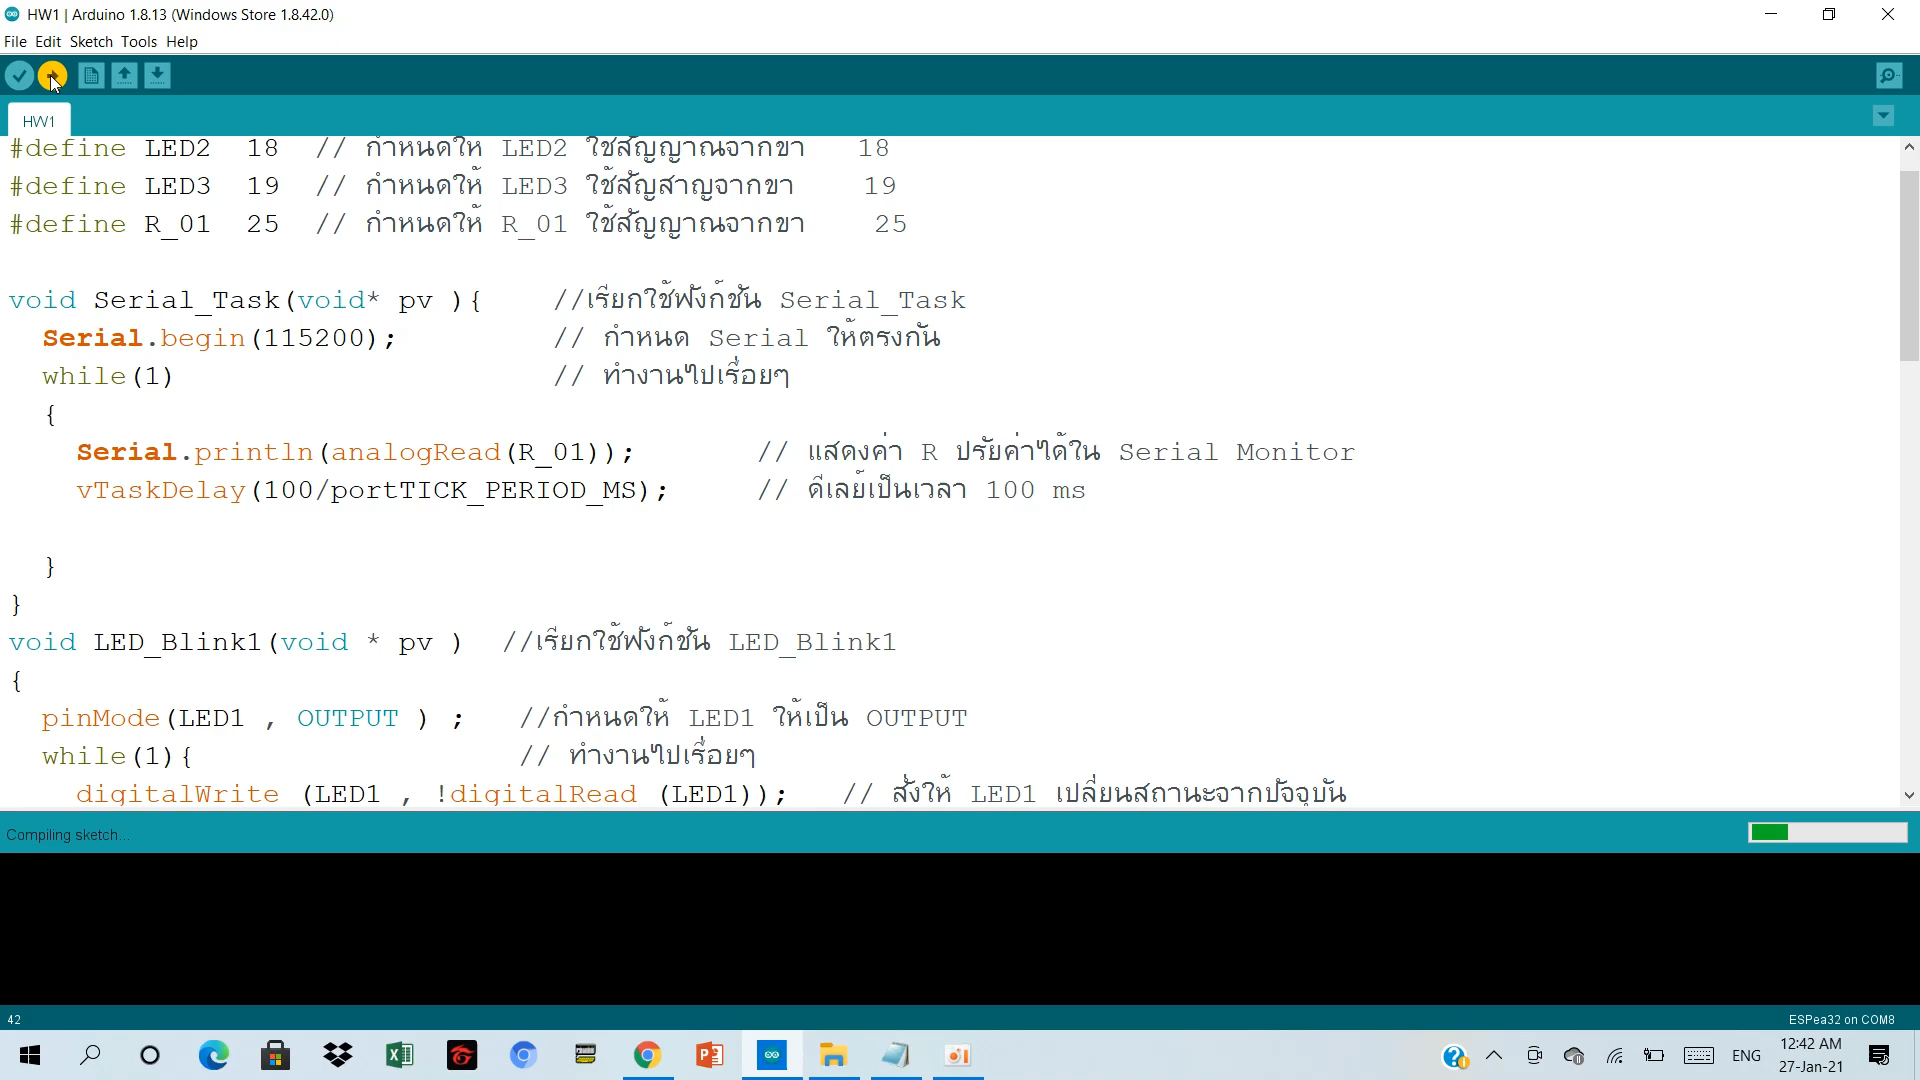 HW1 | Arduino 1.8.13 (Windows Store 1.8.42.0)
File Edit Sketch Tools Help
HW1
#define LED2 18 // กำหนดให้ LED2 ใช้สัญญาณจากขา 18
#define LED3 19 // กำหนดให้ LED3 ใช้สัญสาญจากขา 19
#define R_01 25 // กำหนดให้ R_01 ใช้สัญญาณจากขา 25
void Serial_Task(void* pv ){ //เรียกใช้ฟังก์ชัน Serial_Task
Serial.begin(115200); // กำหนด Serial ให้ตรงกัน
while(1) // ทำงานไปเรื่อยๆ
{
Serial.println(analogRead(R_01)); // แสดงค่า R ปรัยค่าได้ใน Serial Monitor
vTaskDelay(100/portTICK_PERIOD_MS); // ดีเลย์เป็นเวลา 100 ms
}
}
void LED_Blink1(void * pv ) //เรียกใช้ฟังก์ชัน LED_Blink1
{
pinMode(LED1 , OUTPUT ) ; //กำหนดให้ LED1 ให้เป็น OUTPUT
while(1){ // ทำงานไปเรื่อยๆ
digitalWrite (LED1 , !digitalRead (LED1)); // สั่งให้ LED1 เปลี่ยนสถานะจากปัจจุบัน
Compiling sketch...
42
ESPea32 on COM8
ENG
12:42 AM
27-Jan-21